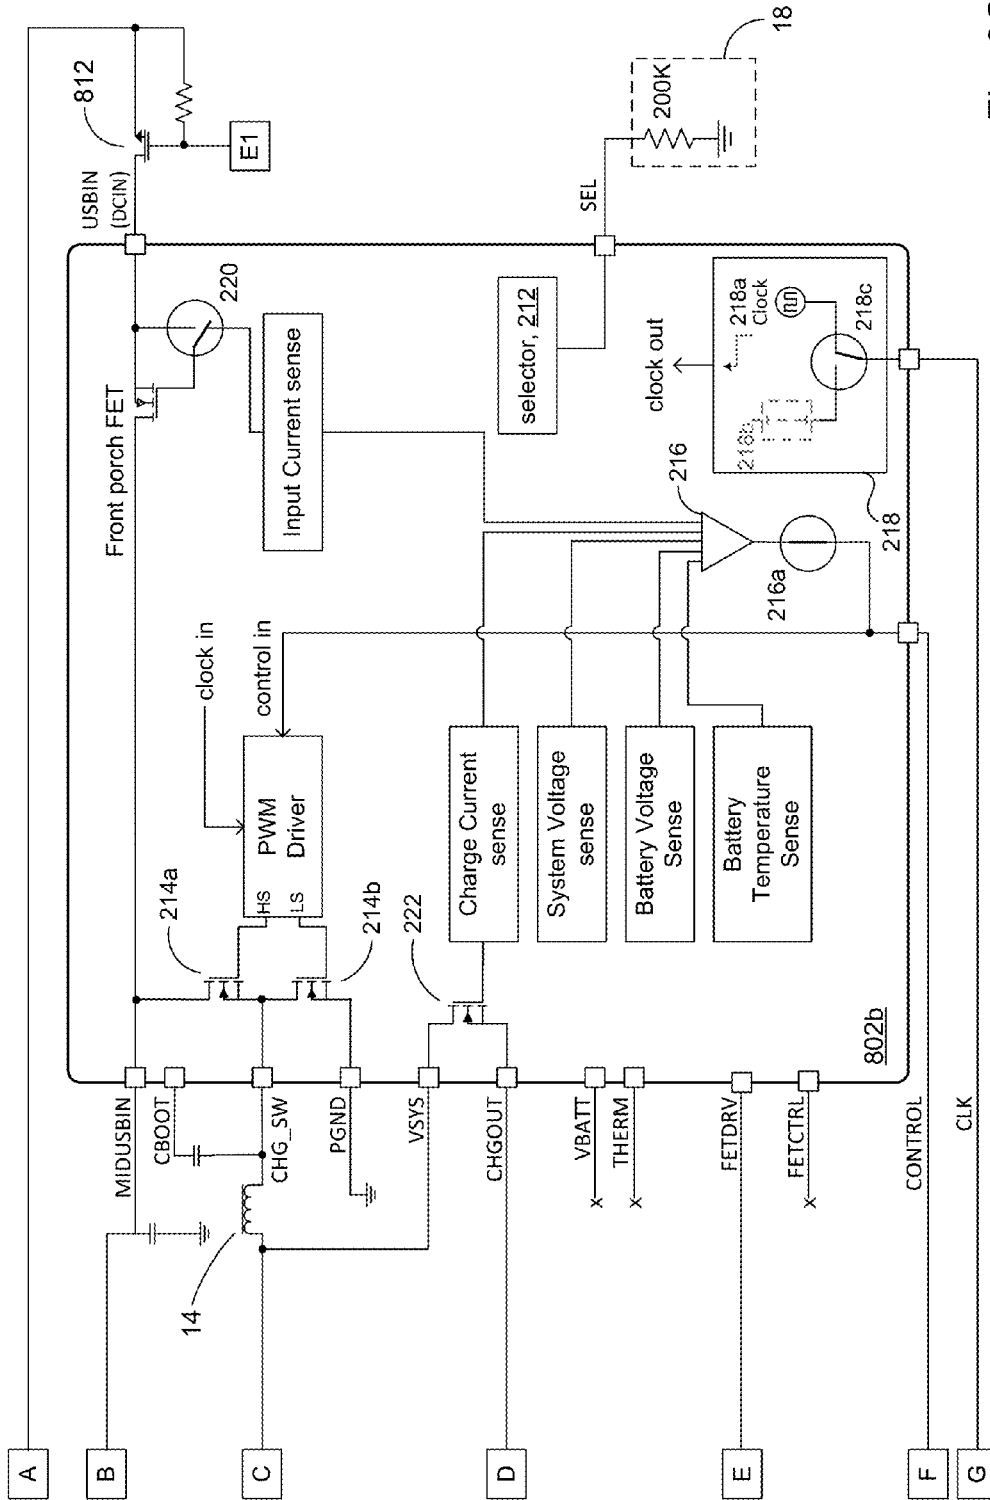 A
B
C
D
E
F
G
812
USBIN
(DCIN)
E1
18
200K
SEL
220
Front porch FET
Input Current sense
selector, 212
clock out
218a
Clock
218b
218c
218
216
216a
clock in
control in
PWM
Driver
HS
LS
214a
214b
222
Charge Current
sense
System Voltage
sense
Battery Voltage
Sense
Battery
Temperature
Sense
802b
MIDUSBIN
CBOOT
CHG_SW
PGND
VSYS
CHGOUT
VBATT
THERM
FETDRV
FETCTRL
CONTROL
CLK
14
x
x
x